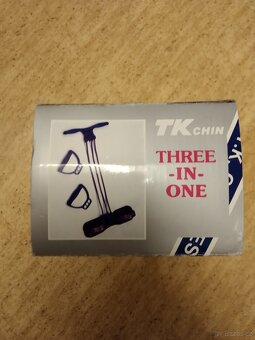 TK CHIN
THREE
-IN-
ONE
T.K. C